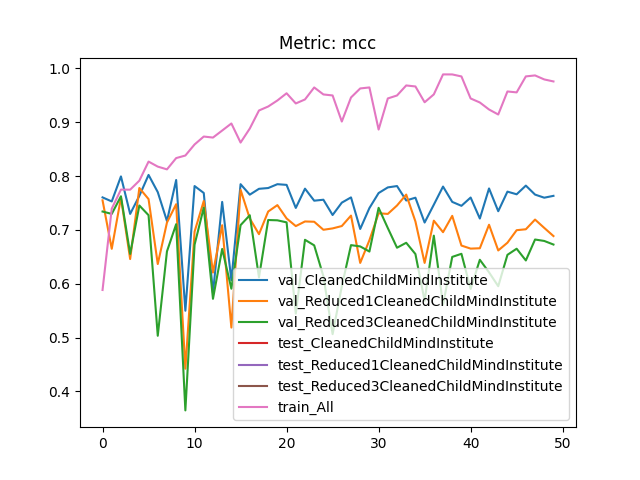 Metric: mcc
1.0
0.9
0.8
0.7
0.6
0.5
0.4
val_CleanedChildMindInstitute
val_Reduced1CleanedChildMindInstitute
val_Reduced3CleanedChildMindInstitute
test_CleanedChildMindInstitute
test_Reduced1CleanedChildMindInstitute
test_Reduced3CleanedChildMindInstitute
train_All
0 10 20 30 40 50